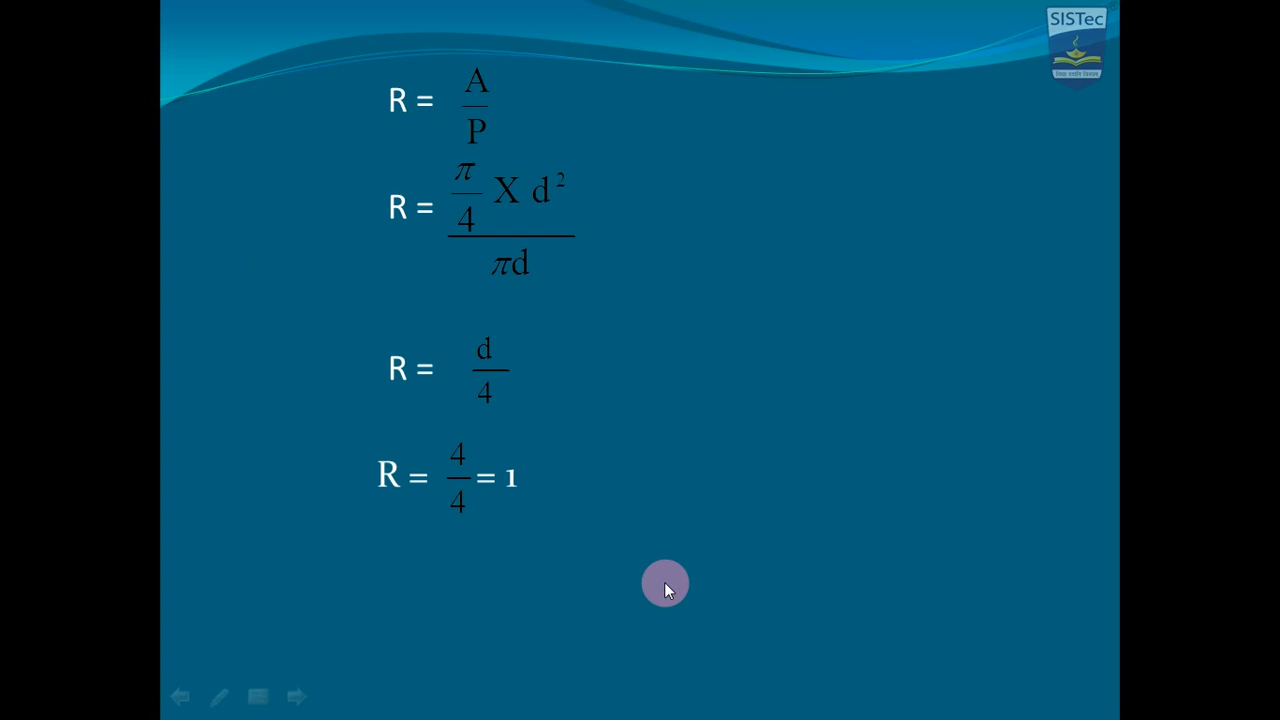 SISTec
R = A / P
R = π/4 X d² / πd
R = d / 4
R = 4/4 = 1